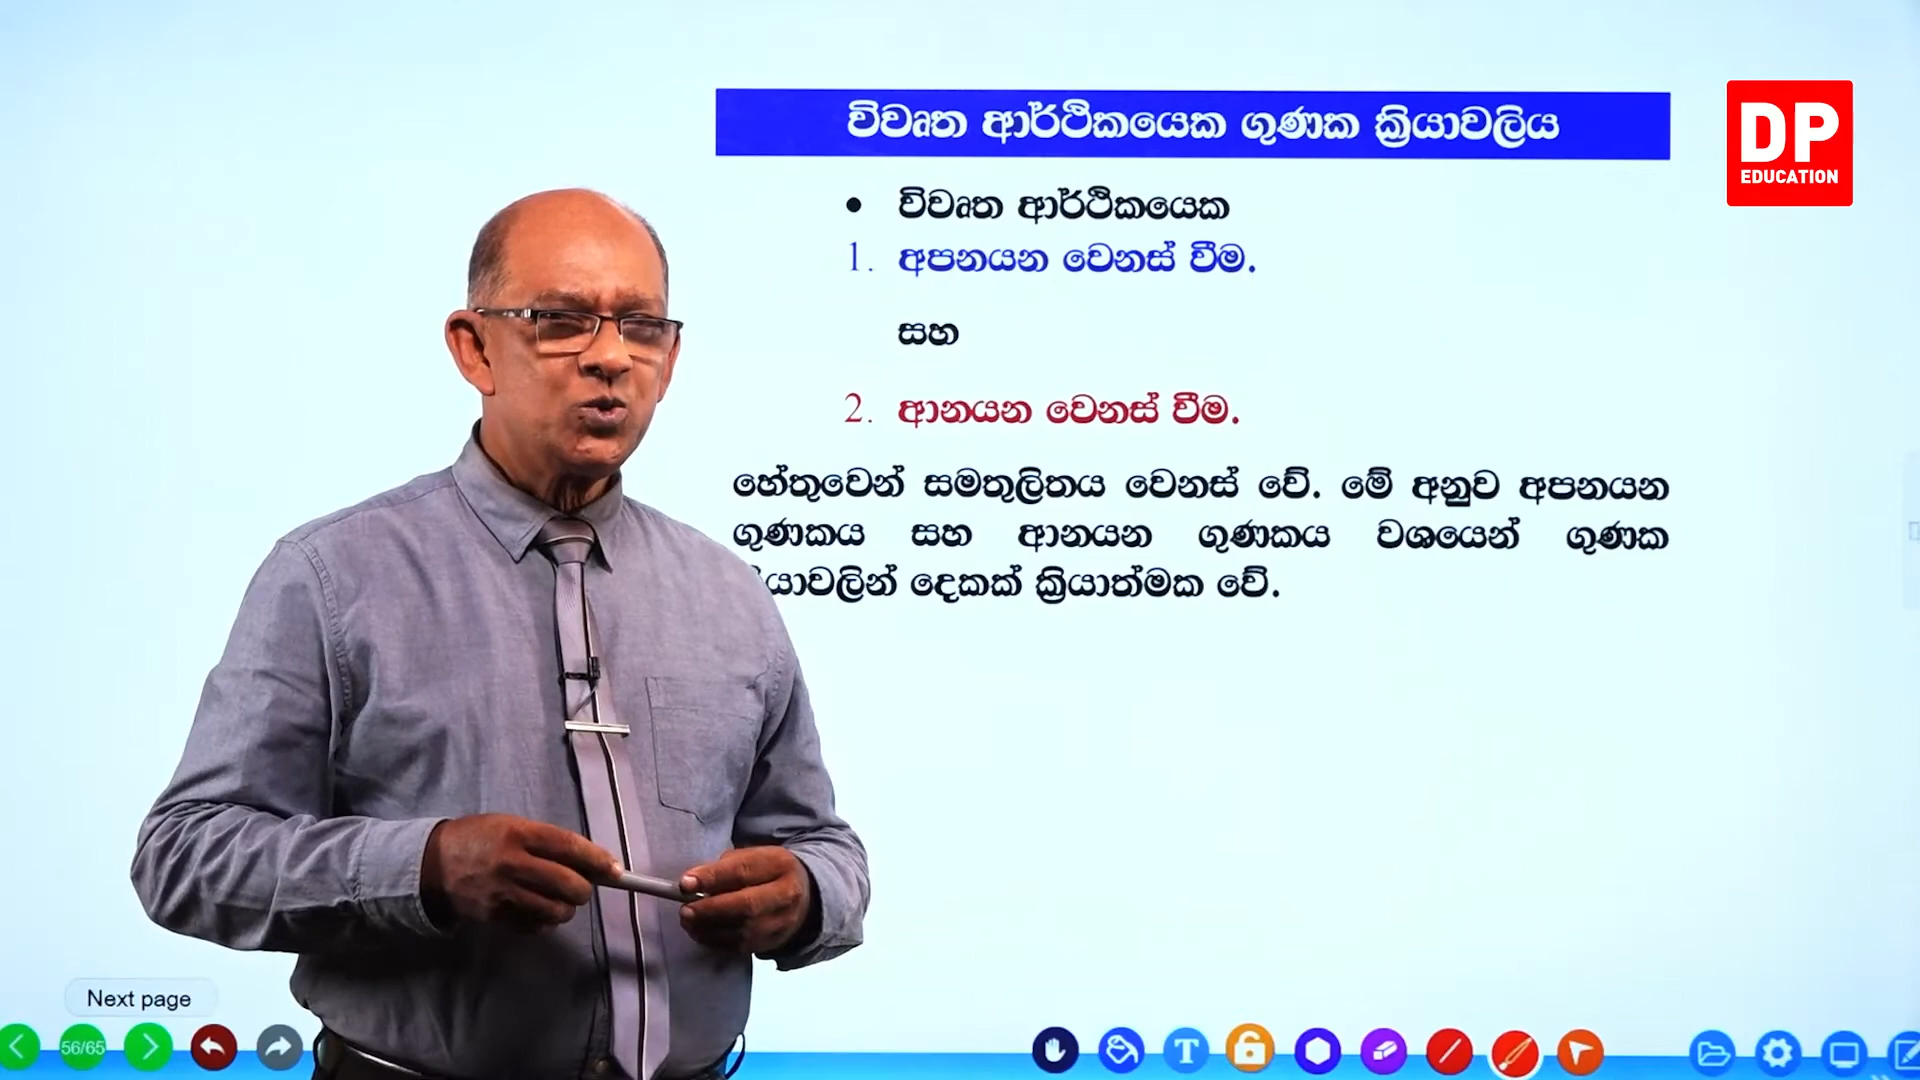 විවෘත ආර්ථිකයෙක ගුණක ක්‍රියාවලිය
DP
EDUCATION
• විවෘත ආර්ථිකයෙක
1. අපනයන වෙනස් වීම.
සහ
2. ආනයන වෙනස් වීම.
හේතුවෙන් සමතුලිතය වෙනස් වේ. මේ අනුව අපනයන
ගුණකය සහ ආනයන ගුණකය වශයෙන් ගුණක
දෙකක් ක්‍රියාත්මක වේ.
Next page
56/65